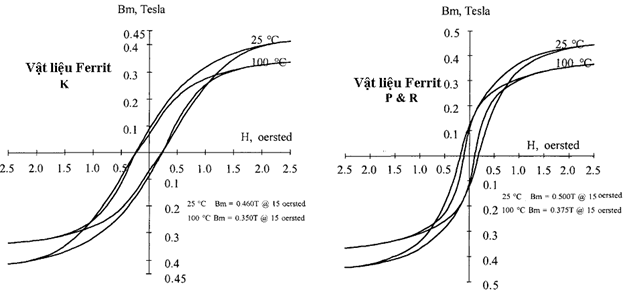 Bm, Tesla
0.45
0.4
0.3
0.2
0.1
25 °C
100 °C
Vật liệu Ferrit
K
H, oersted
2.5
2.0
1.5
1.0
0.5
0.5
1.0
1.5
2.0
2.5
0.1
0.2
0.3
0.4
0.45
25 °C Bm = 0.460T @ 15 oersted
100 °C Bm = 0.350T @ 15 oersted
Bm, Tesla
0.5
0.4
0.3
0.2
0.1
25 °C
100 °C
Vật liệu Ferrit
P & R
H, oersted
2.5
2.0
1.5
1.0
0.5
0.5
1.0
1.5
2.0
2.5
0.1
0.2
0.3
0.4
0.5
25 °C Bm = 0.500T @ 15 oersted
100 °C Bm = 0.375T @ 15 oersted